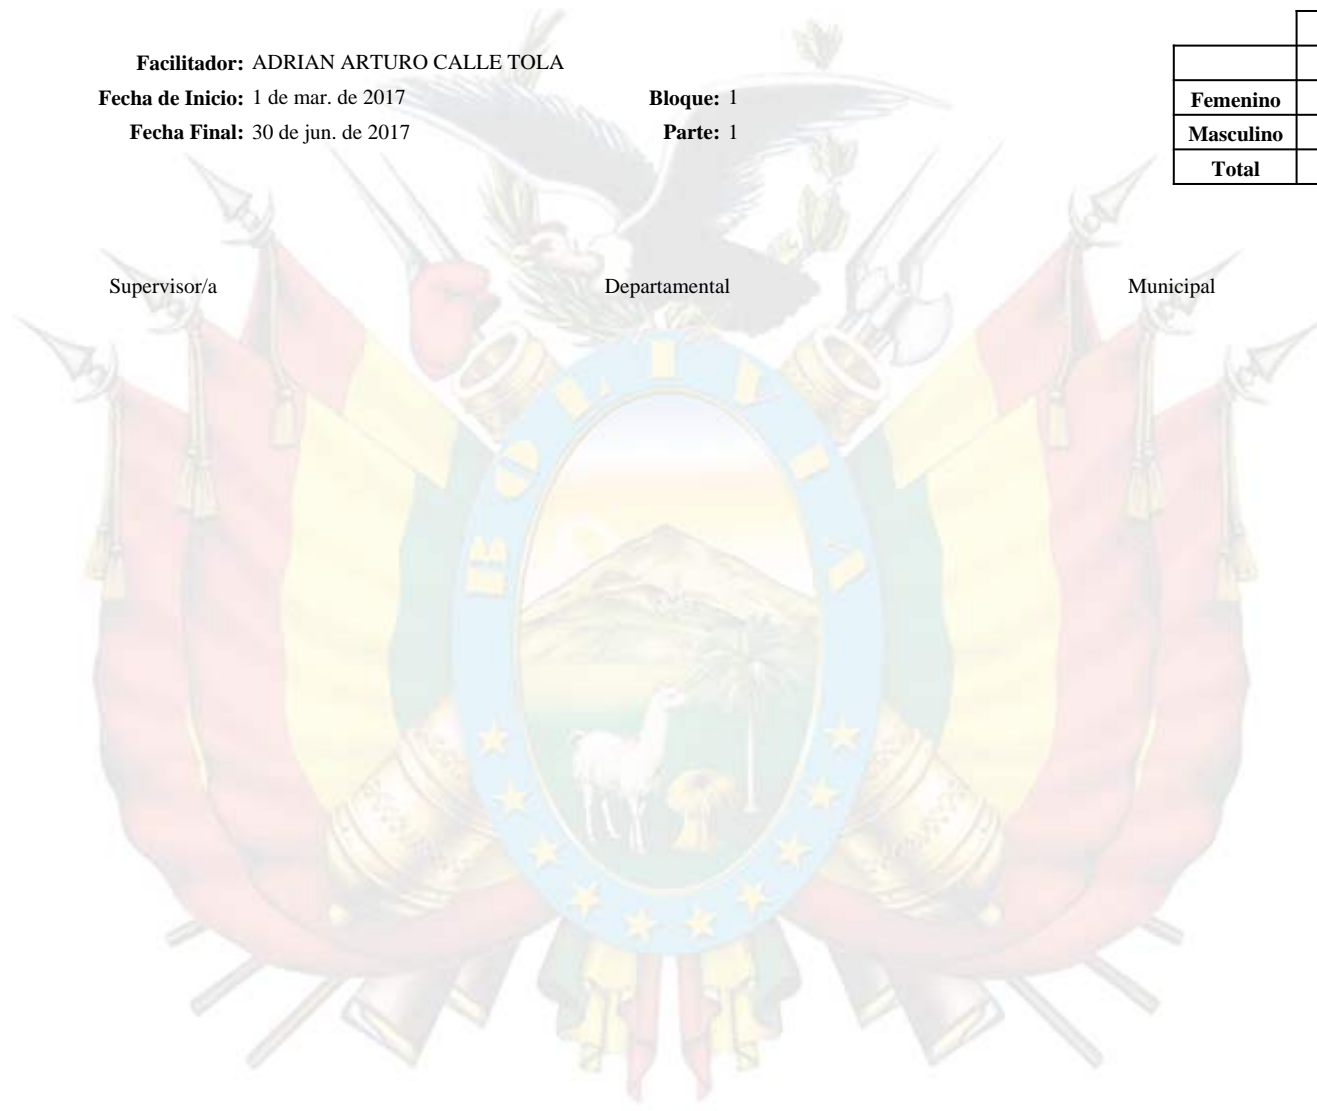 Facilitador: ADRIAN ARTURO CALLE TOLA
Fecha de Inicio: 1 de mar. de 2017 Bloque: 1
Fecha Final: 30 de jun. de 2017 Parte: 1
Femenino
Masculino
Total
Supervisor/a Departamental Municipal
BOLIVIA